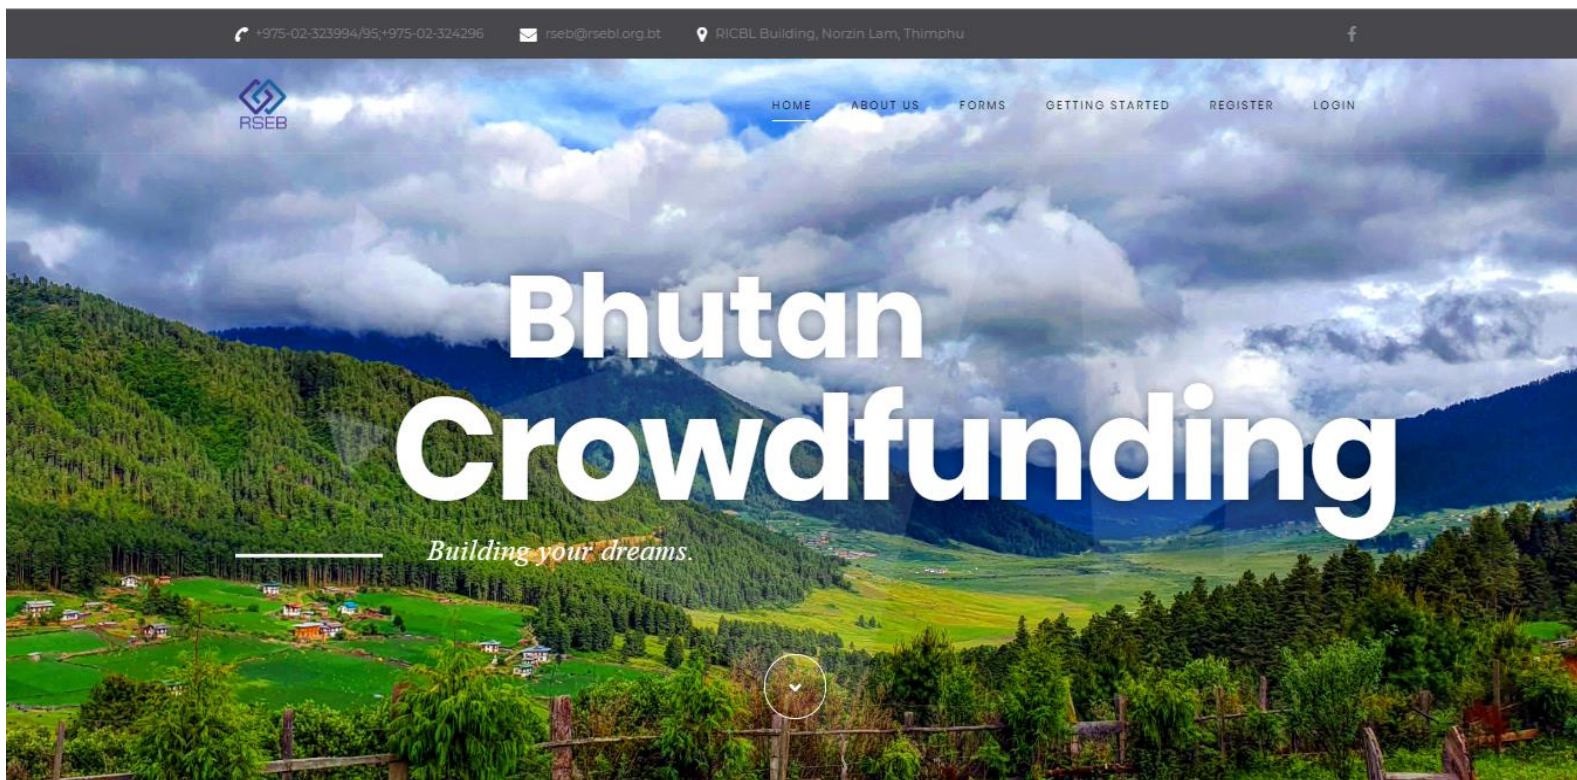 +975-02-323994/95;+975-02-324296 rseb@rsebl.org.bt RICBL Building, Norzin Lam, Thimphu
RSEB
HOME ABOUT US FORMS GETTING STARTED REGISTER LOGIN
Bhutan
Crowdfunding
Building your dreams.